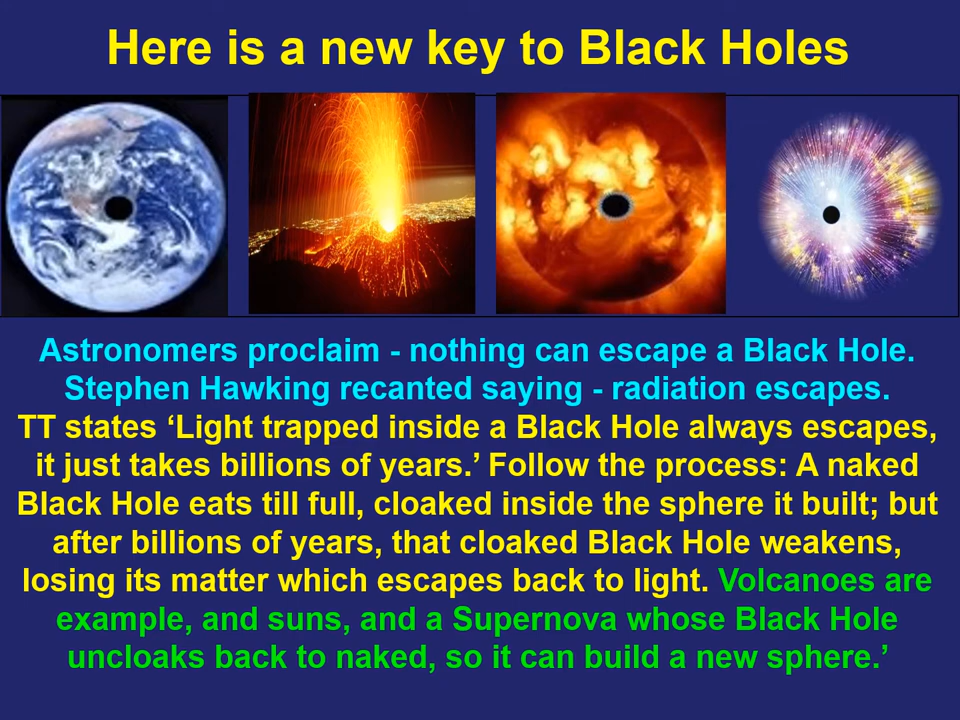 Here is a new key to Black Holes
Astronomers proclaim - nothing can escape a Black Hole.
Stephen Hawking recanted saying - radiation escapes.
TT states ‘Light trapped inside a Black Hole always escapes,
it just takes billions of years.’ Follow the process: A naked
Black Hole eats till full, cloaked inside the sphere it built; but
after billions of years, that cloaked Black Hole weakens,
losing its matter which escapes back to light. Volcanoes are
example, and suns, and a Supernova whose Black Hole
uncloaks back to naked, so it can build a new sphere.’